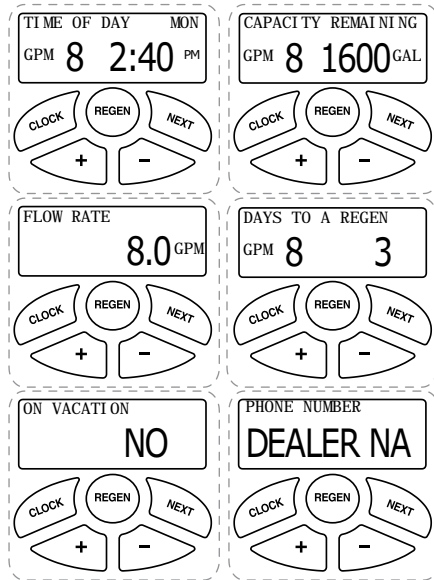 TIME OF DAY MON
GPM 8 2:40 PM
CLOCK REGEN NEXT
+ −
CAPACITY REMAINING
GPM 8 1600 GAL
CLOCK REGEN NEXT
+ −
FLOW RATE
8.0 GPM
CLOCK REGEN NEXT
+ −
DAYS TO A REGEN
GPM 8 3
CLOCK REGEN NEXT
+ −
ON VACATION
NO
CLOCK REGEN NEXT
+ −
PHONE NUMBER
DEALER NA
CLOCK REGEN NEXT
+ −